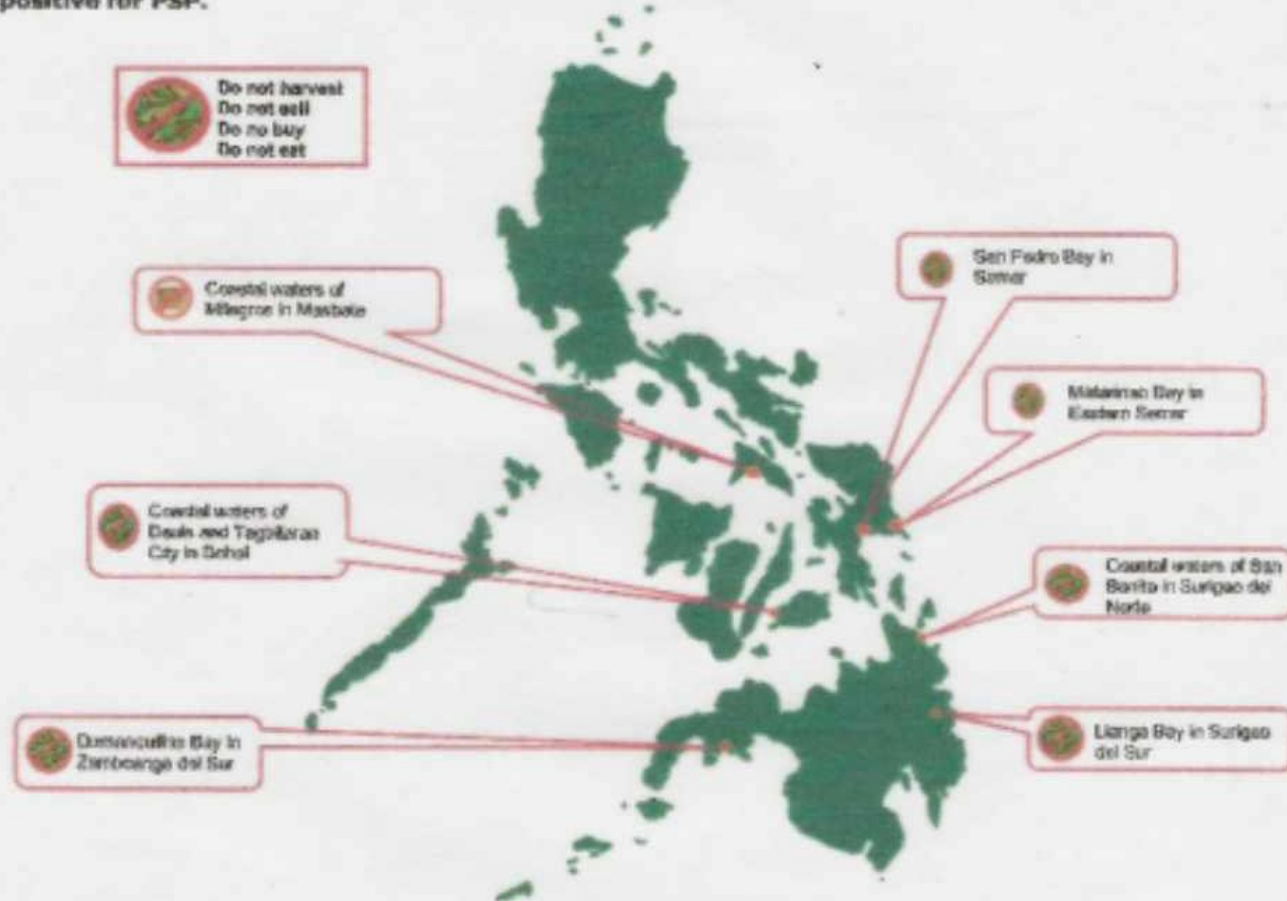 positive for PSP.
Do not harvest
Do not sell
Do no buy
Do not eat
San Pedro Bay in
Samar
Coastal waters of
Milagros in Masbate
Matarinao Bay in
Eastern Samar
Coastal waters of
Dauis and Tagbilaran
City in Bohol
Coastal waters of San
Benito in Surigao del
Norte
Dumanquillas Bay in
Zamboanga del Sur
Lianga Bay in Surigao
del Sur